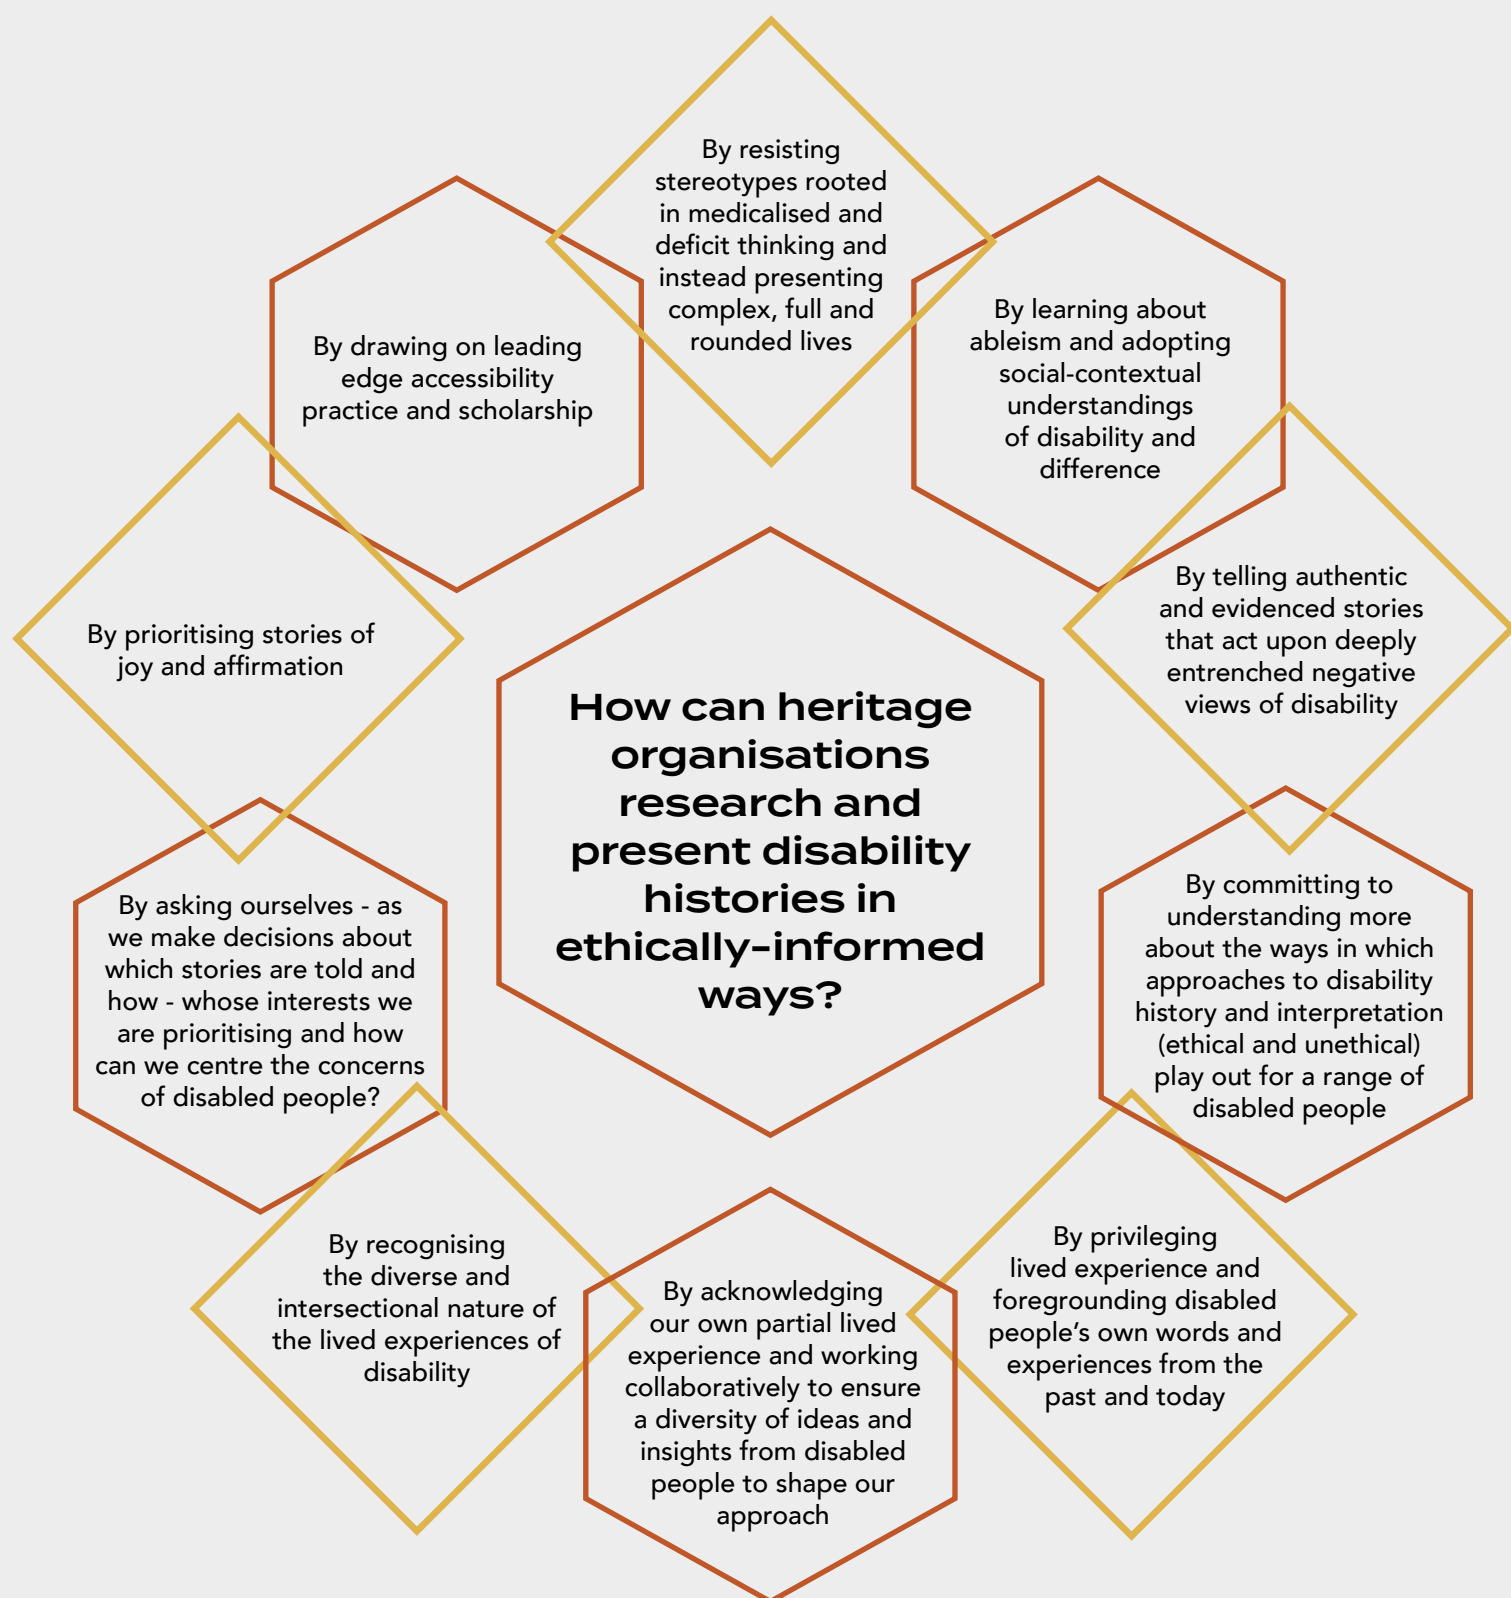 By resisting
stereotypes rooted
in medicalised and
deficit thinking and
instead presenting
complex, full and
rounded lives
By learning about
ableism and adopting
social-contextual
understandings
of disability and
difference
By telling authentic
and evidenced stories
that act upon deeply
entrenched negative
views of disability
By committing to
understanding more
about the ways in which
approaches to disability
history and interpretation
(ethical and unethical)
play out for a range of
disabled people
By privileging
lived experience and
foregrounding disabled
people’s own words and
experiences from the
past and today
By acknowledging
our own partial lived
experience and working
collaboratively to ensure
a diversity of ideas and
insights from disabled
people to shape our
approach
By recognising
the diverse and
intersectional nature of
the lived experiences of
disability
By asking ourselves - as
we make decisions about
which stories are told and
how - whose interests we
are prioritising and how
can we centre the concerns
of disabled people?
By prioritising stories of
joy and affirmation
By drawing on leading
edge accessibility
practice and scholarship
How can heritage
organisations
research and
present disability
histories in
ethically-informed
ways?